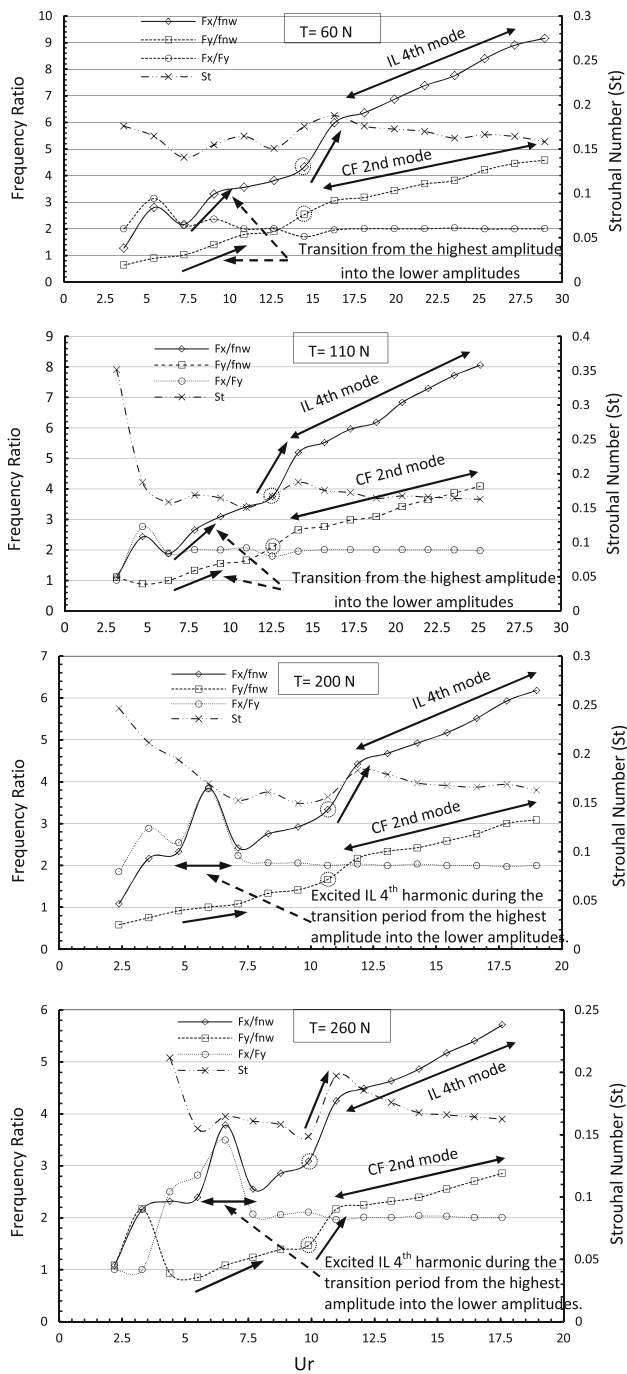 T= 60 N
Fx/fnw
Fy/fnw
Fx/Fy
St
IL 4th mode
CF 2nd mode
Transition from the highest amplitude
into the lower amplitudes
Frequency Ratio
Strouhal Number (St)
10
9
8
7
6
5
4
3
2
1
0
0.3
0.25
0.2
0.15
0.1
0.05
0
0 2.5 5 7.5 10 12.5 15 17.5 20 22.5 25 27.5 30
T= 110 N
Fx/fnw
Fy/fnw
Fx/Fy
St
IL 4th mode
CF 2nd mode
Transition from the highest amplitude
into the lower amplitudes
Frequency Ratio
Strouhal Number (St)
9
8
7
6
5
4
3
2
1
0
0.4
0.35
0.3
0.25
0.2
0.15
0.1
0.05
0
0 2.5 5 7.5 10 12.5 15 17.5 20 22.5 25 27.5 30
T= 200 N
Fx/fnw
Fy/fnw
Fx/Fy
St
IL 4th mode
CF 2nd mode
Excited IL 4th harmonic during the
transition period from the highest
amplitude into the lower amplitudes.
Frequency Ratio
Strouhal Number (St)
7
6
5
4
3
2
1
0
0.3
0.25
0.2
0.15
0.1
0.05
0
0 2.5 5 7.5 10 12.5 15 17.5 20
T= 260 N
Fx/fnw
Fy/fnw
Fx/Fy
St
IL 4th mode
CF 2nd mode
Excited IL 4th harmonic during the
transition period from the highest
amplitude into the lower amplitudes.
Frerquency Ratio
Strouhal Number (St)
6
5
4
3
2
1
0
0.25
0.2
0.15
0.1
0.05
0
0 2.5 5 7.5 10 12.5 15 17.5 20
Ur